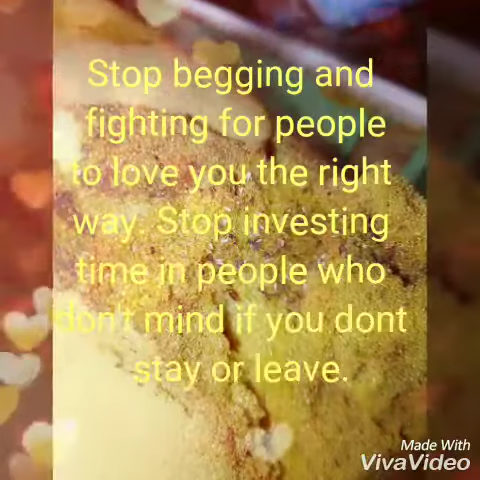 Stop begging and
fighting for people
to love you the right
way. Stop investing
time in people who
don't mind if you dont
stay or leave.
Made With
VivaVideo